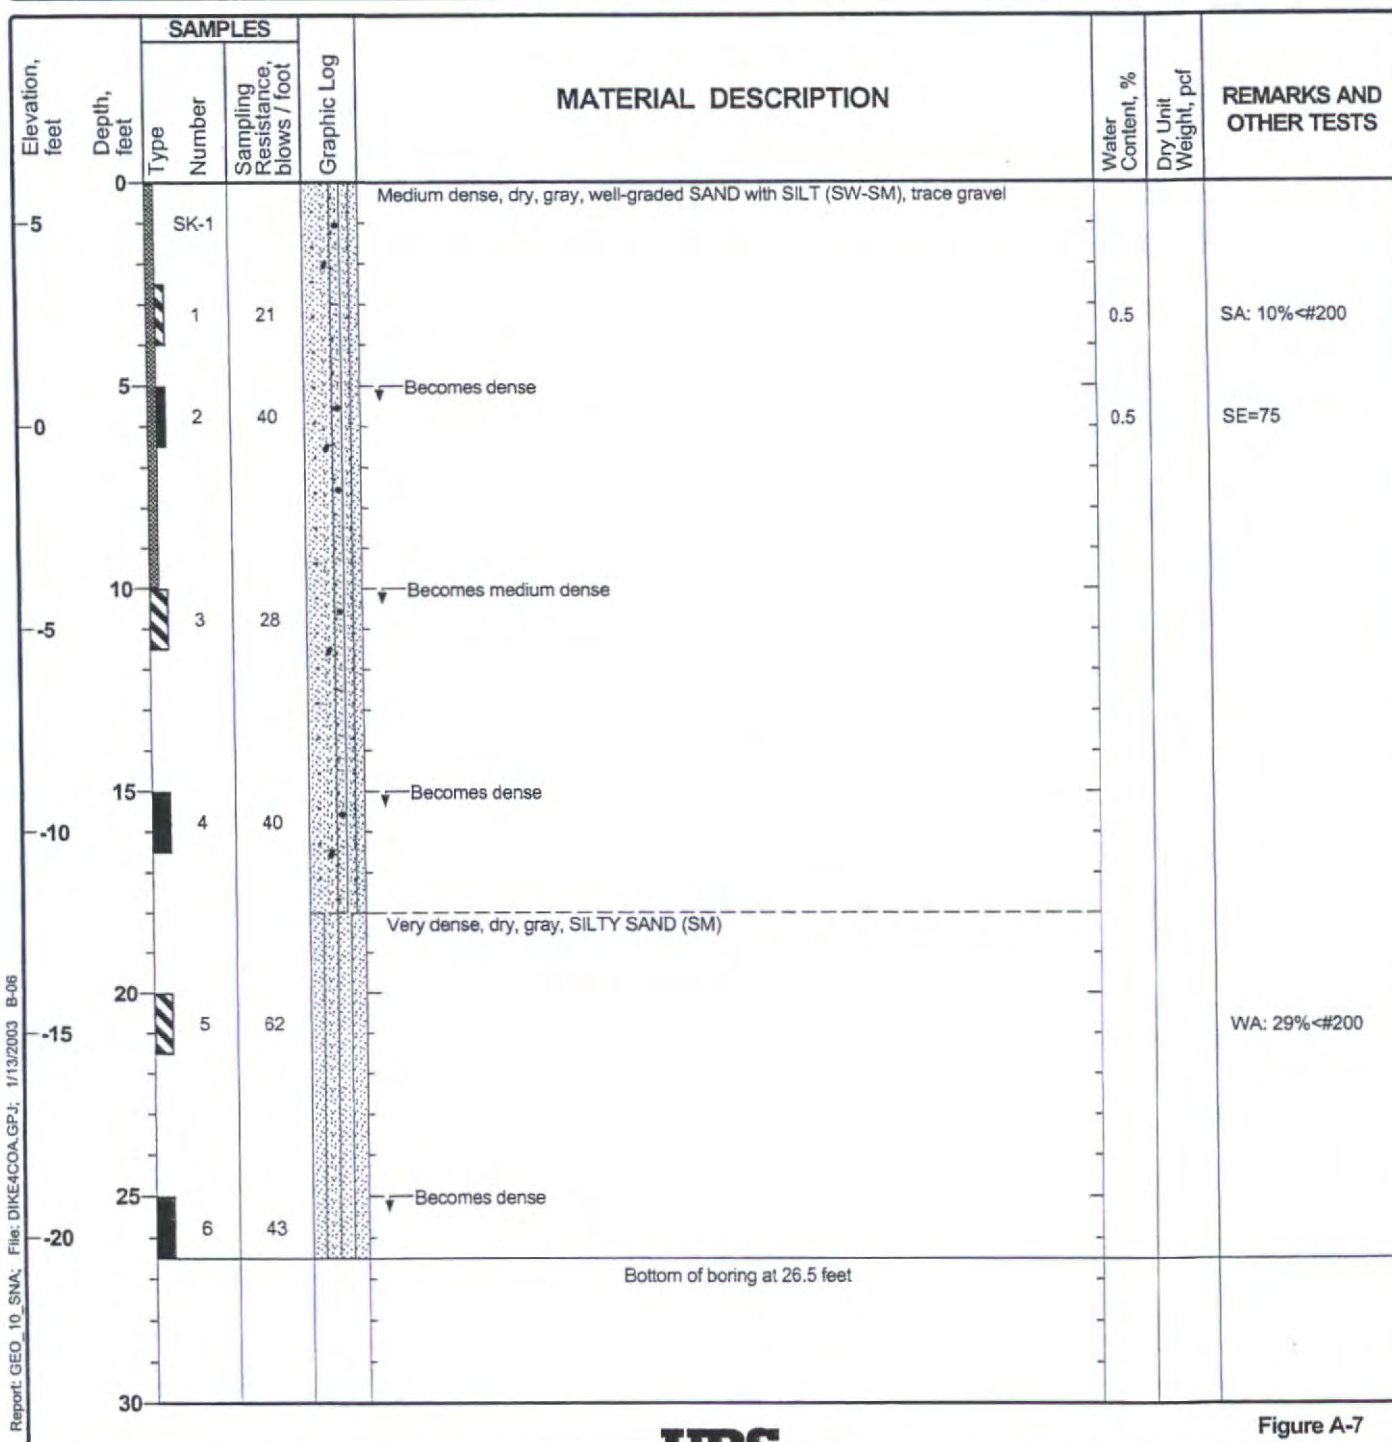 SAMPLES
Elevation,
feet
Depth,
feet
Type
Number
Sampling
Resistance,
blows / foot
Graphic Log
MATERIAL DESCRIPTION
Water
Content, %
Dry Unit
Weight, pcf
REMARKS AND
OTHER TESTS
0
Medium dense, dry, gray, well-graded SAND with SILT (SW-SM), trace gravel
5 SK-1
1 21 0.5 SA: 10%<#200
5 Becomes dense
0 2 40 0.5 SE=75
10 Becomes medium dense
-5 3 28
15 Becomes dense
-10 4 40
Very dense, dry, gray, SILTY SAND (SM)
20
-15 5 62 WA: 29%<#200
25 Becomes dense
-20 6 43
Bottom of boring at 26.5 feet
30
Report: GEO_10_SNA; File: DIKE4COA.GPJ; 1/13/2003 B-06
URS
Figure A-7